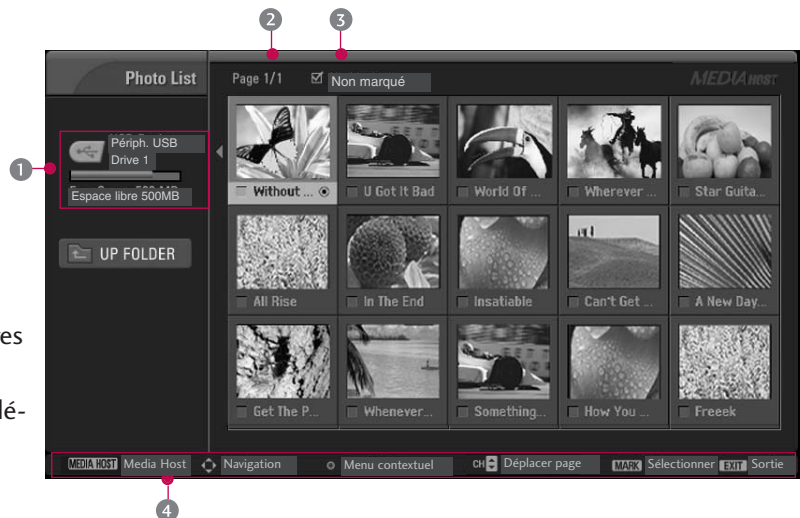 2 3
Photo List
Page 1/1 Non marqué
MEDIA HOST
1
Périph. USB
Drive 1
Espace libre 500MB
UP FOLDER
Without ...
U Got It Bad
World Of ...
Wherever ...
Star Guita...
All Rise
In The End
Insatiable
Can't Get ...
A New Day...
Get The P...
Whenever...
Something...
How You ...
Freeek
es
lé-
MEDIA HOST Media Host Navigation Menu contextuel CH Déplacer page MARK Sélectionner EXIT Sortie
4